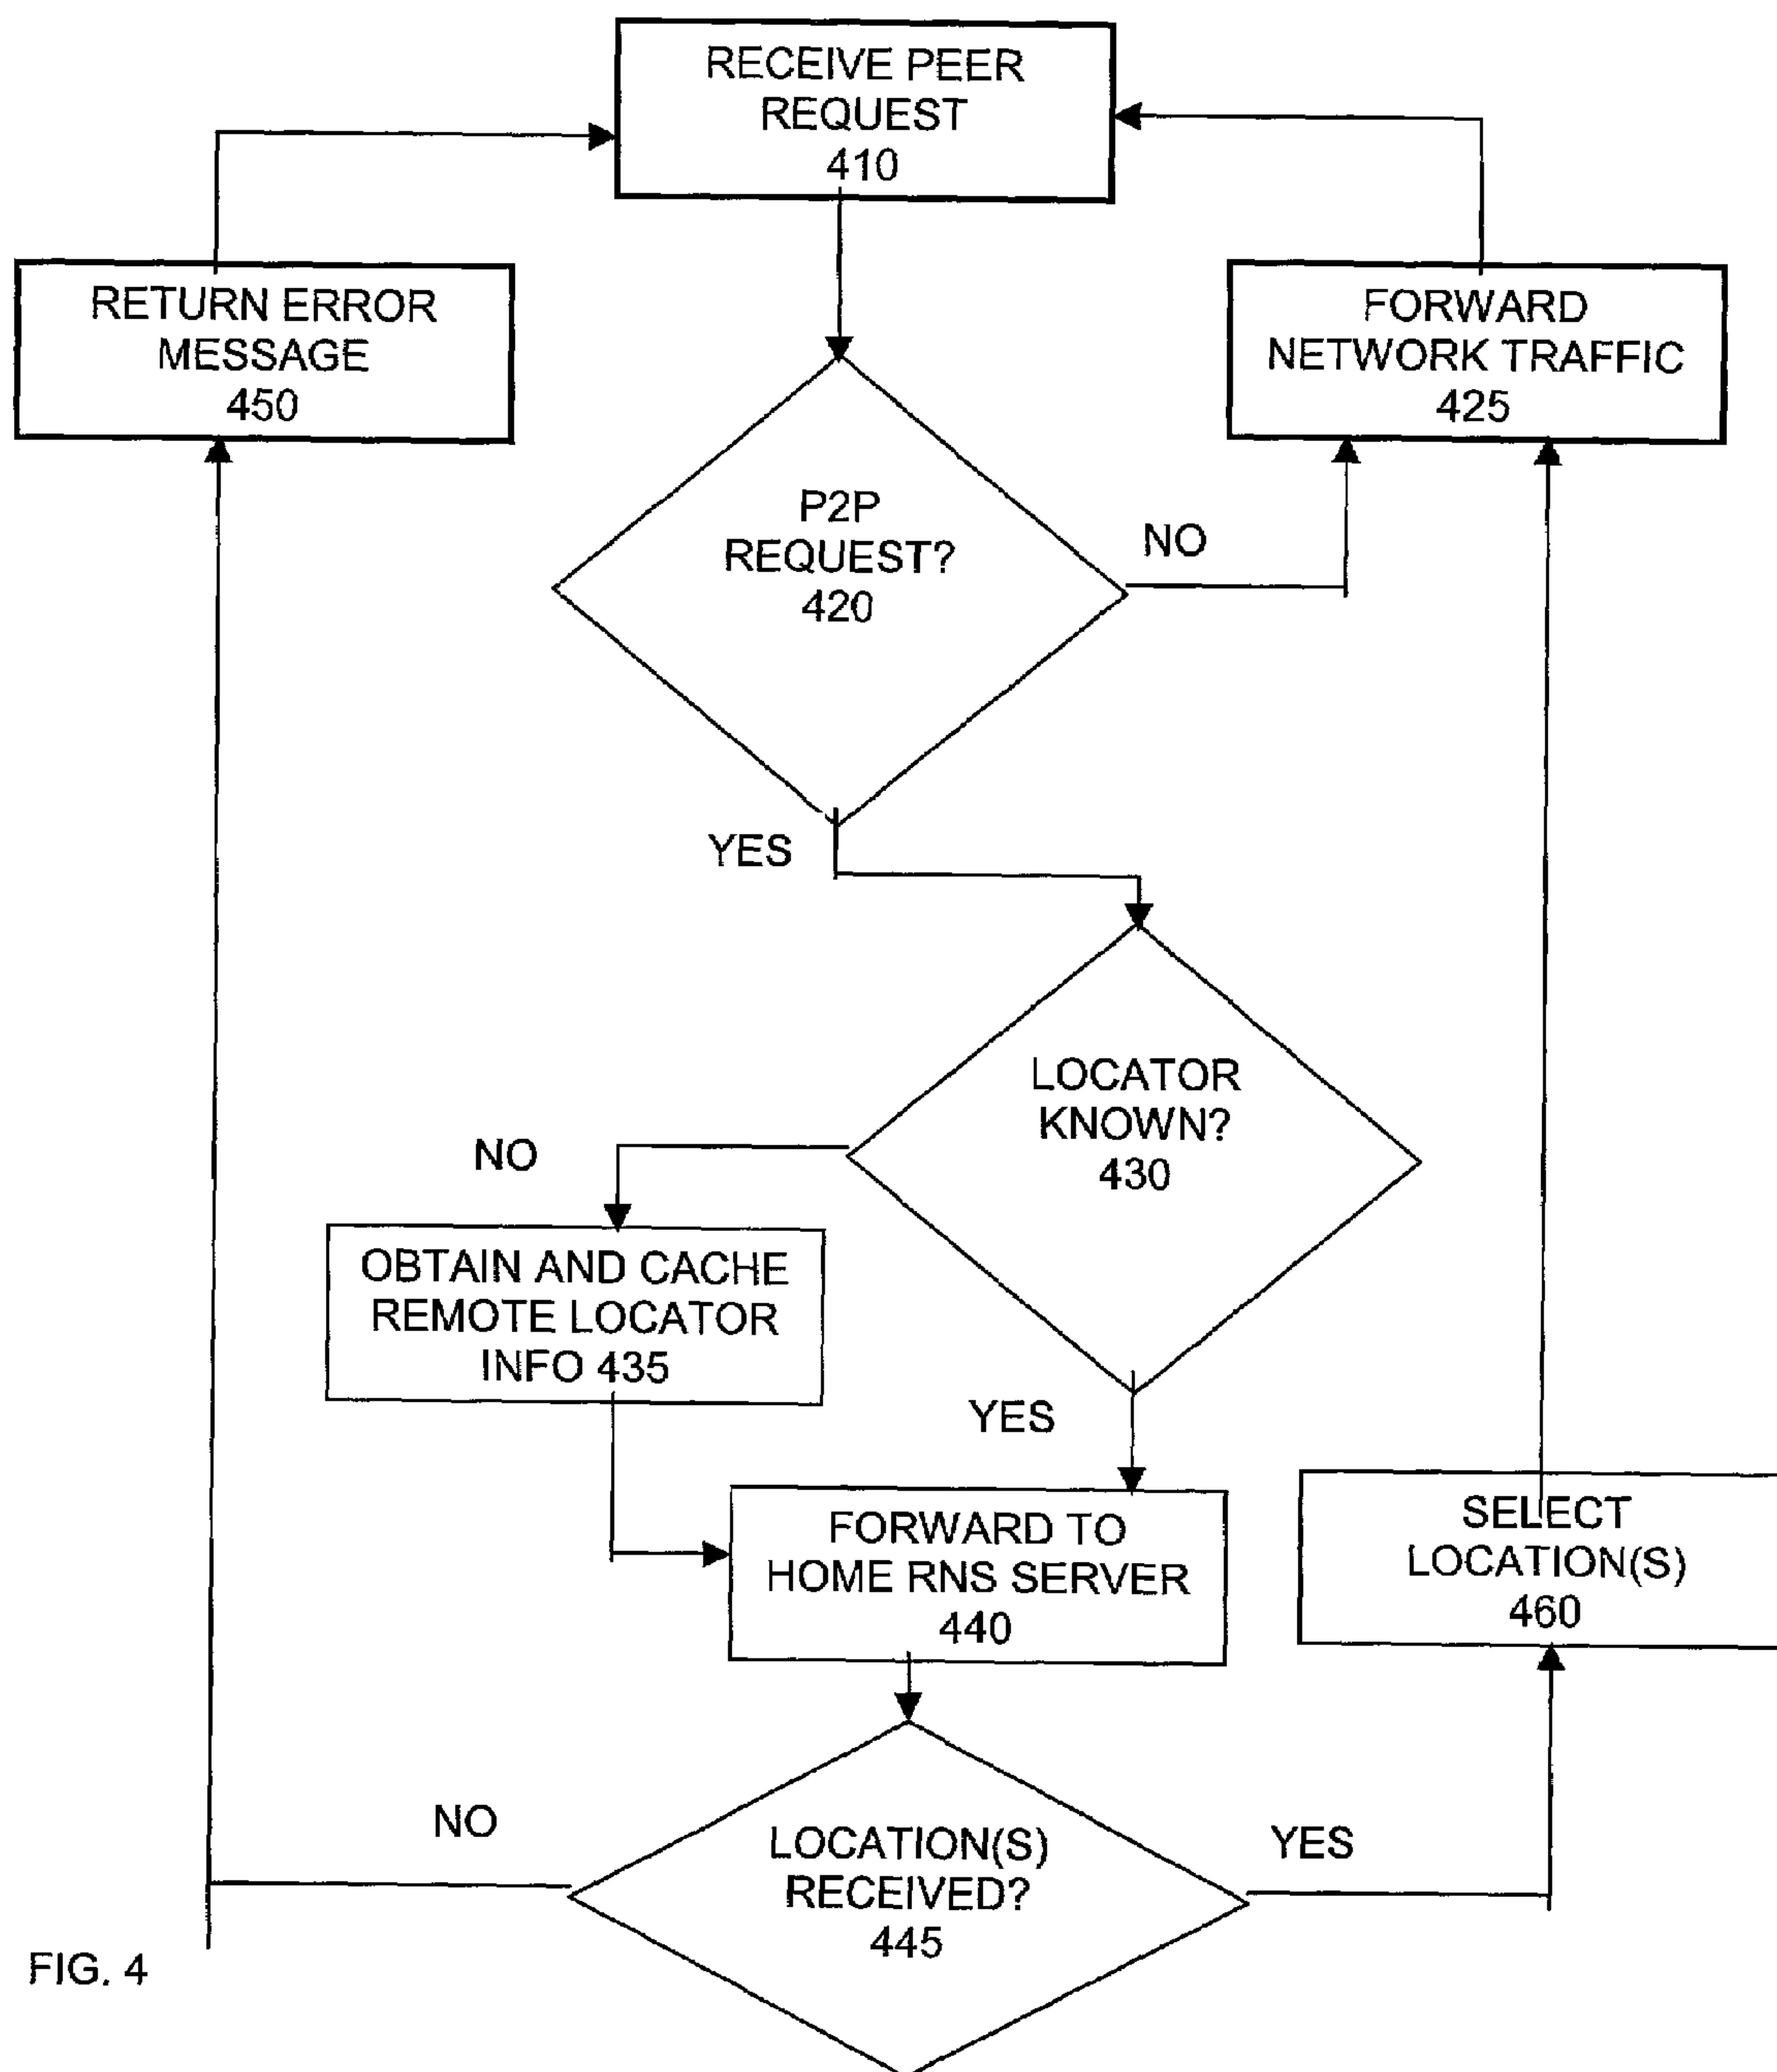 RECEIVE PEER
REQUEST
410
RETURN ERROR
MESSAGE
450
FORWARD
NETWORK TRAFFIC
425
P2P
REQUEST?
420
NO
YES
LOCATOR
KNOWN?
430
NO
OBTAIN AND CACHE
REMOTE LOCATOR
INFO 435
YES
FORWARD TO
HOME RNS SERVER
440
SELECT
LOCATION(S)
460
NO
LOCATION(S)
RECEIVED?
445
YES
FIG. 4